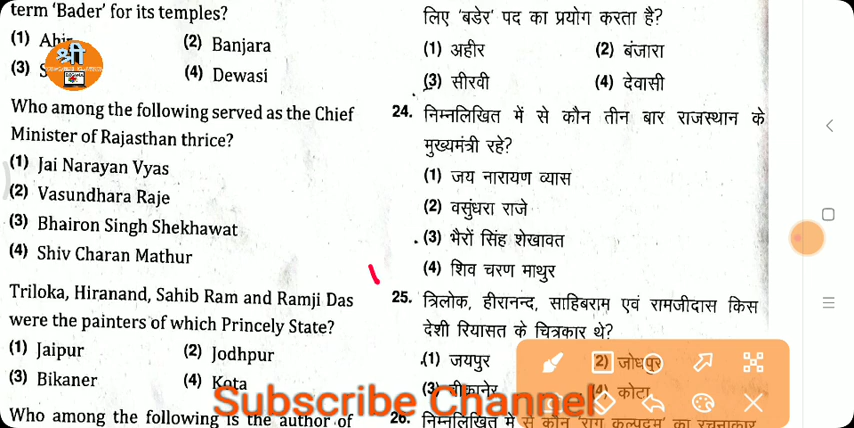 term 'Bader' for its temples?
(1)
(2) Banjara
(3)
(4) Dewasi
Who among the following served as the Chief
Minister of Rajasthan thrice?
(1) Jai Narayan Vyas
(2) Vasundhara Raje
(3) Bhairon Singh Shekhawat
(4) Shiv Charan Mathur
Triloka, Hiranand, Sahib Ram and Ramji Das
were the painters of which Princely State?
(1) Jaipur
(2) Jodhpur
(3) Bikaner
(4) Kota
Who among the following is the author of
लिए 'बडेर' पद का प्रयोग करता है?
(1) अहीर
(2) बंजारा
(3) सीरवी
(4) देवासी
24. निम्नलिखित में से कौन तीन बार राजस्थान के
मुख्यमंत्री रहे?
(1) जय नारायण व्यास
(2) वसुंधरा राजे
(3) भैरों सिंह शेखावत
(4) शिव चरण माथुर
25. त्रिलोक, हीरानन्द, साहिबराम एवं रामजीदास किस
देशी रियासत के चित्रकार थे?
(1) जयपुर
2) जोधपुर
(3) बीकानेर
(4) कोटा
26. निम्नलिखित में से कौन 'राग कल्पद्रुम' का रचनाकार
श्री
Subscribe Channel